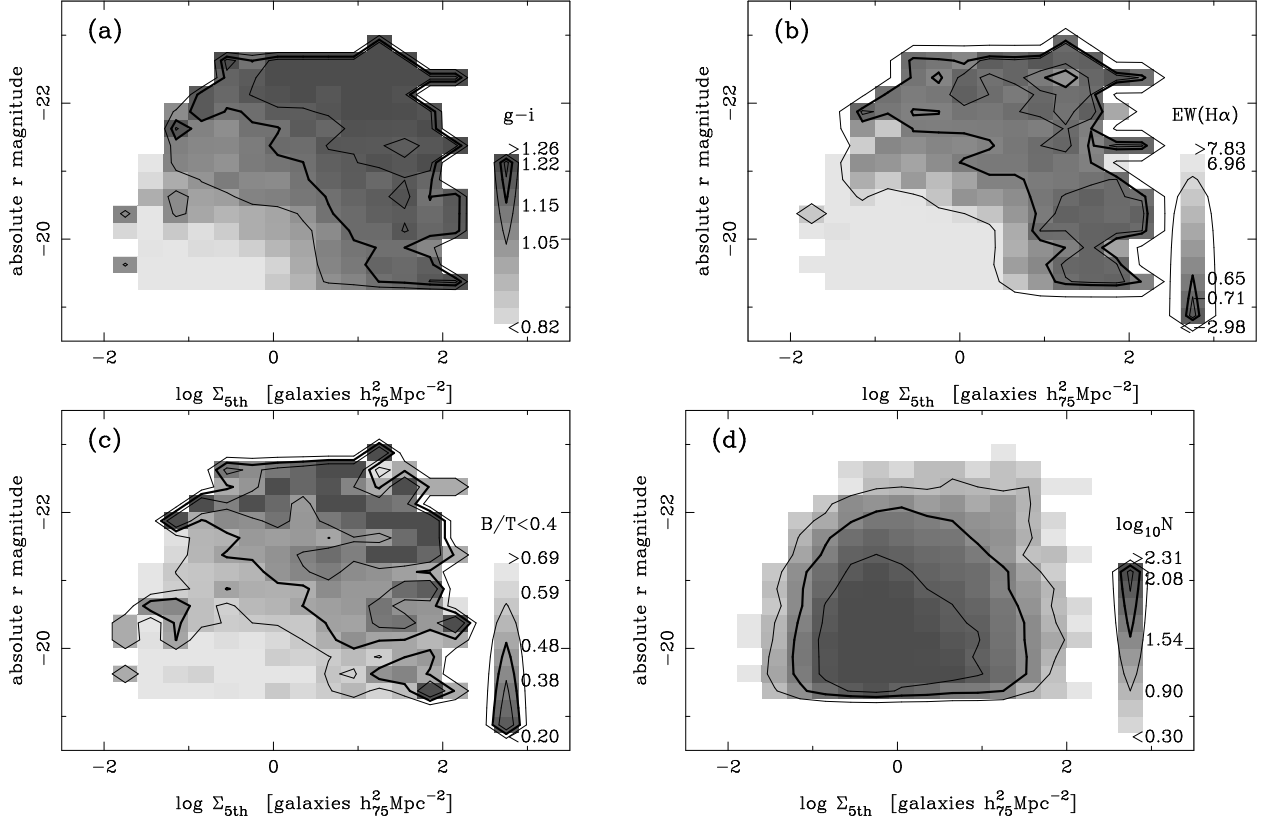 (a)
absolute r magnitude
−22
−20
g−i
>1.26
1.22
1.15
1.05
<0.82
−2 0 2
log Σ5th [galaxies h²75Mpc⁻²]
(b)
absolute r magnitude
−22
−20
EW(Hα)
>7.83
6.96
0.65
−0.71
<−2.98
−2 0 2
log Σ5th [galaxies h²75Mpc⁻²]
(c)
absolute r magnitude
−22
−20
B/T<0.4
>0.69
0.59
0.48
0.38
<0.20
−2 0 2
log Σ5th [galaxies h²75Mpc⁻²]
(d)
absolute r magnitude
−22
−20
log10N
>2.31
2.08
1.54
0.90
<0.30
−2 0 2
log Σ5th [galaxies h²75Mpc⁻²]